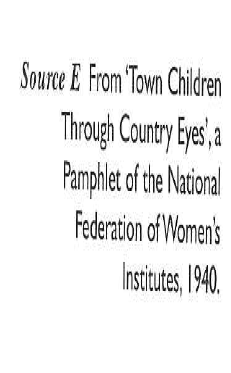 Source E From 'Town Children
Through Country Eyes', a
Pamphlet of the National
Federation of Women's
Institutes, 1940.